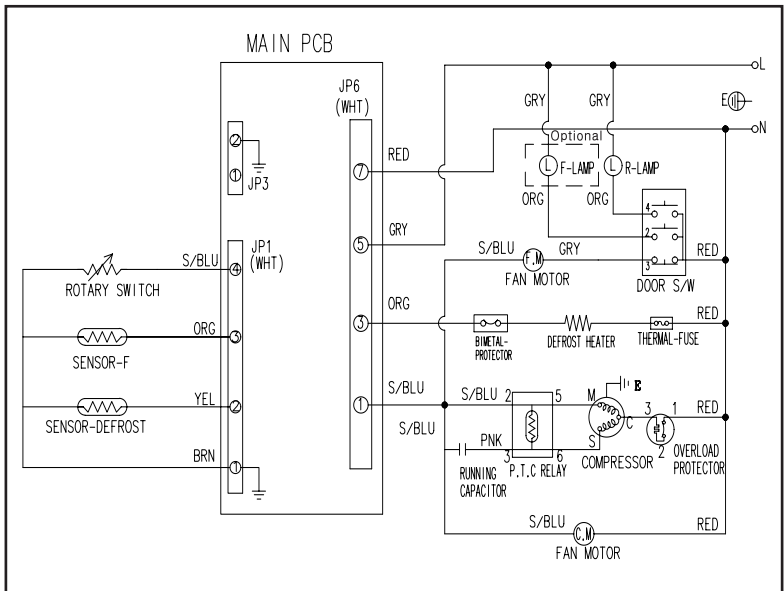 MAIN PCB
JP6
(WHT)
2
1
JP3
JP1
(WHT)
4
3
2
1
7
5
3
1
RED
GRY
ORG
S/BLU
S/BLU
ROTARY SWITCH
S/BLU
SENSOR-F
ORG
SENSOR-DEFROST
YEL
BRN
L
E
N
GRY
GRY
Optional
L
F-LAMP
L
R-LAMP
ORG
ORG
4
2
3
DOOR S/W
RED
S/BLU
F.M
GRY
FAN MOTOR
BIMETAL-
PROTECTOR
DEFROST HEATER
THERMAL-FUSE
RED
S/BLU
2
5
3
6
PNK
P.T.C RELAY
RUNNING
CAPACITOR
M
S
C
E
COMPRESSOR
3
1
2
OVERLOAD
PROTECTOR
RED
S/BLU
C.M
FAN MOTOR
RED